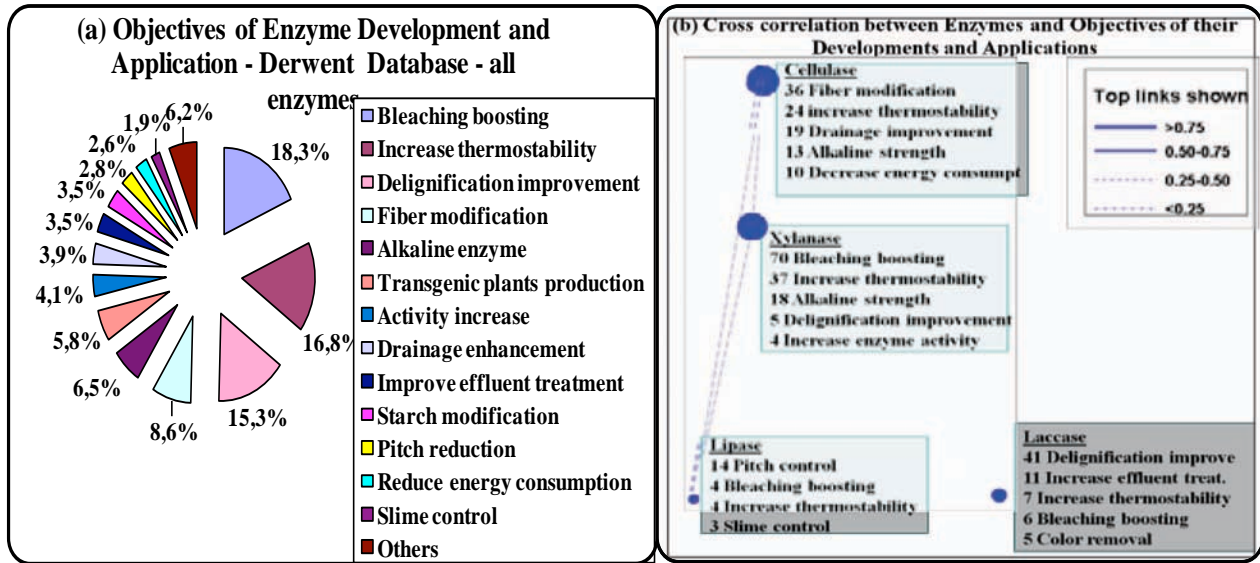 (a) Objectives of Enzyme Development and
Application - Derwent Database - all
enzymes
18,3%
16,8%
15,3%
8,6%
6,5%
5,8%
4,1%
3,9%
3,5%
3,5%
2,8%
2,6%
1,9%
6,2%
Bleaching boosting
Increase thermostability
Delignification improvement
Fiber modification
Alkaline enzyme
Transgenic plants production
Activity increase
Drainage enhancement
Improve effluent treatment
Starch modification
Pitch reduction
Reduce energy consumption
Slime control
Others
(b) Cross correlation between Enzymes and Objectives of their
Developments and Applications
Cellulase
36 Fiber modification
24 increase thermostability
19 Drainage improvement
13 Alkaline strength
10 Decrease energy consumpt
Top links shown
>0.75
0.50-0.75
0.25-0.50
<0.25
Xylanase
70 Bleaching boosting
37 Increase thermostability
18 Alkaline strength
5 Delignification improvement
4 Increase enzyme activity
Lipase
14 Pitch control
4 Bleaching boosting
4 Increase thermostability
3 Slime control
Laccase
41 Delignification improve
11 Increase effluent treat.
7 Increase thermostability
6 Bleaching boosting
5 Color removal